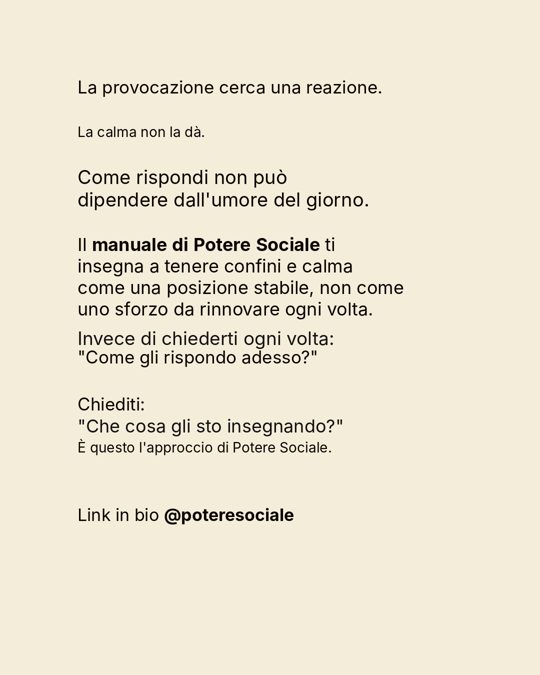 La provocazione cerca una reazione.
La calma non la dà.
Come rispondi non può
dipendere dall'umore del giorno.
Il manuale di Potere Sociale ti
insegna a tenere confini e calma
come una posizione stabile, non come
uno sforzo da rinnovare ogni volta.
Invece di chiederti ogni volta:
"Come gli rispondo adesso?"
Chiediti:
"Che cosa gli sto insegnando?"
È questo l'approccio di Potere Sociale.
Link in bio @poteresociale